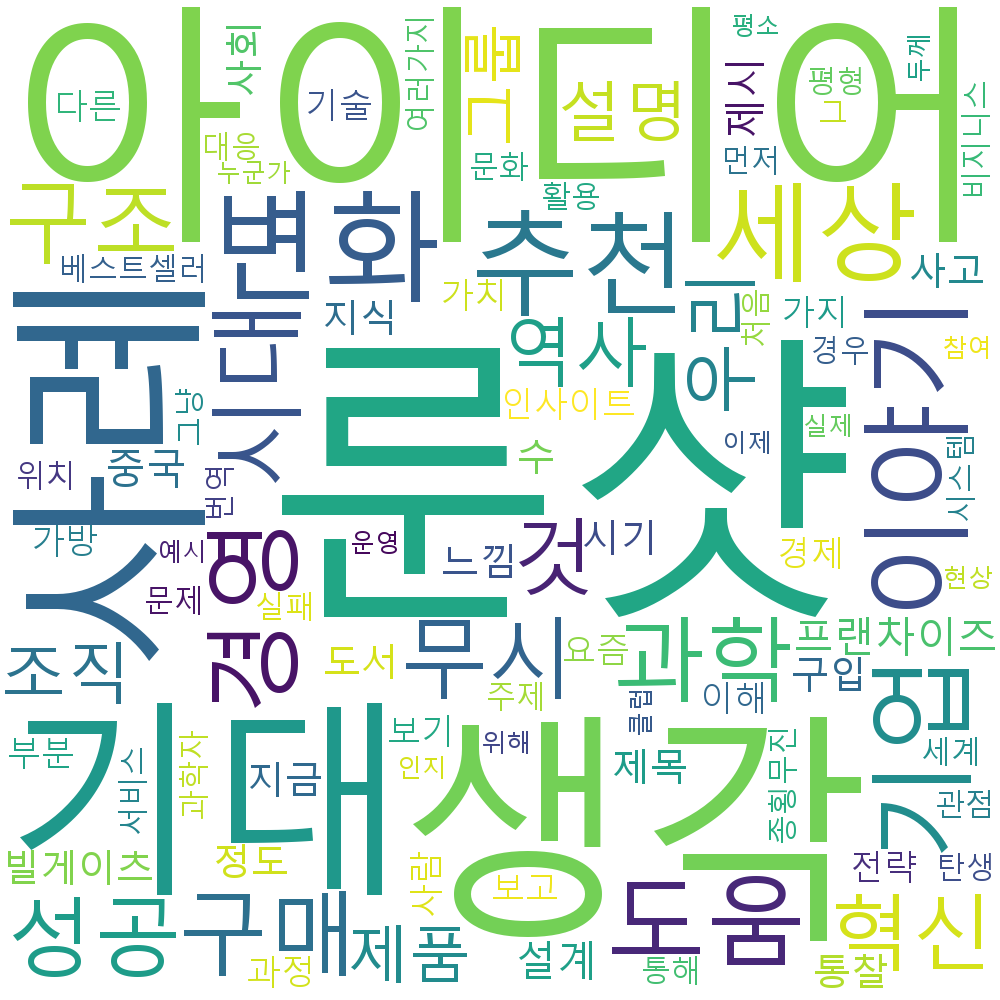 아이디어
다른
기술
사회
여러가지
그룹
설명
제시
평소
평형
그
두께
비지니스
대응
누군가
문화
활용
먼저
구조
변화
추천
세상
베스트셀러
지식
가치
우리
처음
가지
사고
사례
시대
룬샷
역사
인사이트
수
경우
참여
이야기
그냥
이제
실제
시스템
위치
중국
번역
가방
예시
경영
운영
느낌
것
시기
경제
현상
문제
실패
조직
도서
무시
요즘
과학
프랜차이즈
주제
클럽
이해
구입
기업
기대
생각
부분
서비스
과학자
지금
보기
위해
인지
제목
종횡무진
세계
관점
빌게이츠
정도
사람
보고
전략
탄생
성공
구매
제품
설계
도움
혁신
과정
통해
통찰